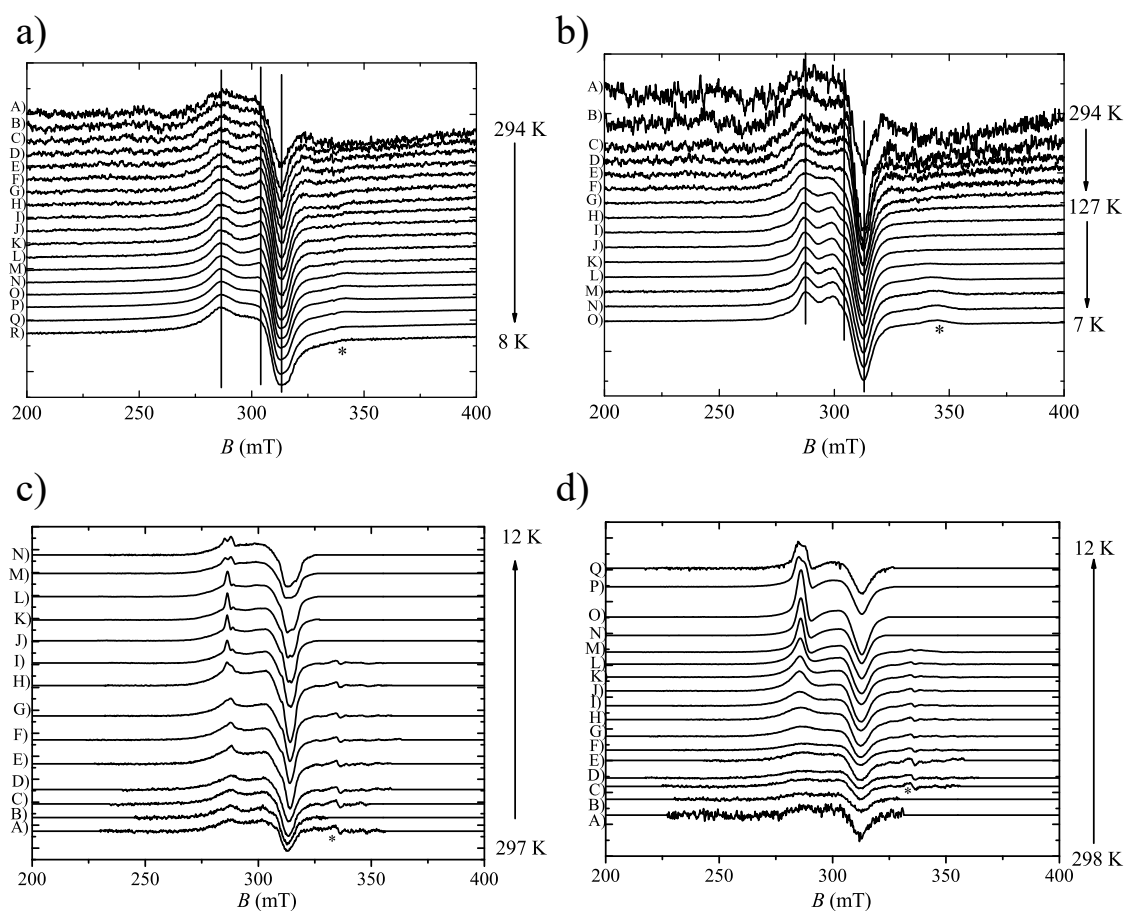 a)
A)
B)
C)
D)
E)
F)
G)
H)
I)
J)
K)
L)
M)
N)
O)
P)
Q)
R)
294 K
8 K
*
200 250 300 350 400
B (mT)
b)
A)
B)
C)
D)
E)
F)
G)
H)
I)
J)
K)
L)
M)
N)
O)
294 K
127 K
7 K
*
200 250 300 350 400
B (mT)
c)
N)
M)
L)
K)
J)
I)
H)
G)
F)
E)
D)
C)
B)
A)
12 K
297 K
*
200 250 300 350 400
B (mT)
d)
Q)
P)
O)
N)
M)
L)
K)
J)
I)
H)
G)
F)
E)
D)
C)
B)
A)
12 K
298 K
*
200 250 300 350 400
B (mT)